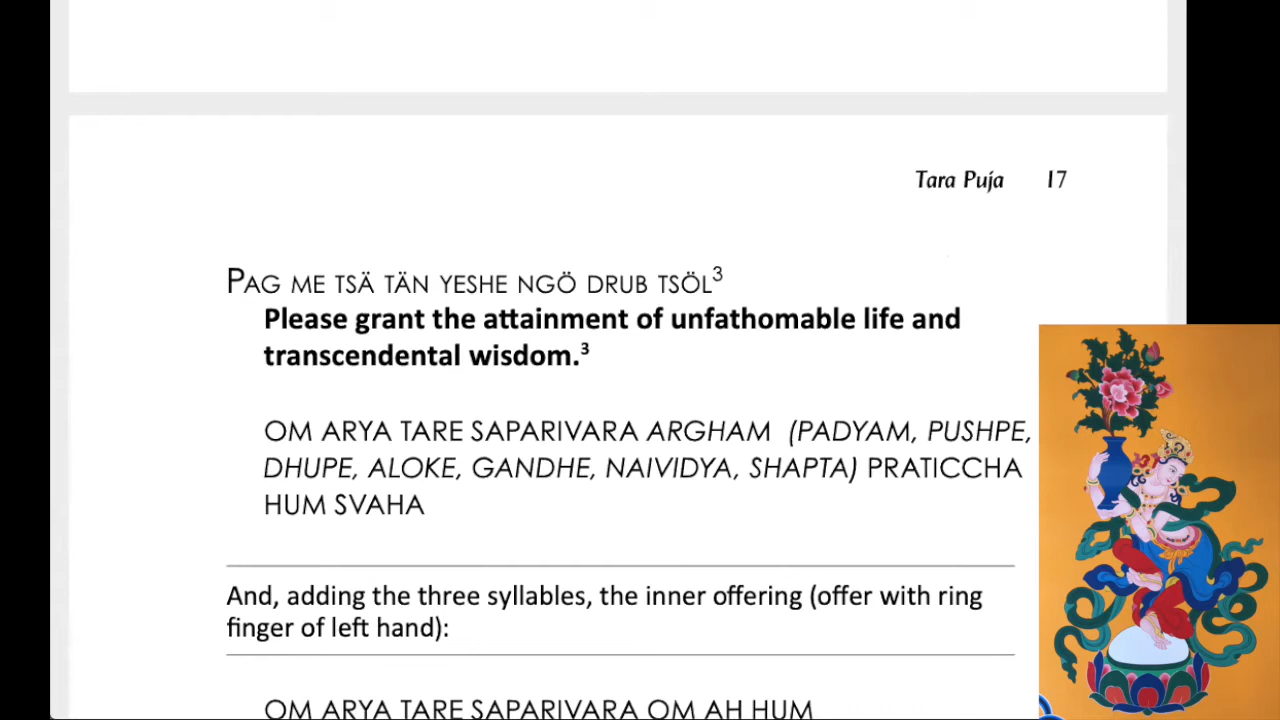 Tara Puja 17
PAG ME TSÄ TÄN YESHE NGÖ DRUB TSÖL³
Please grant the attainment of unfathomable life and
transcendental wisdom.³
OM ARYA TARE SAPARIVARA ARGHAM (PADYAM, PUSHPE,
DHUPE, ALOKE, GANDHE, NAIVIDYA, SHAPTA) PRATICCHA
HUM SVAHA
And, adding the three syllables, the inner offering (offer with ring
finger of left hand):
OM ARYA TARE SAPARIVARA OM AH HUM